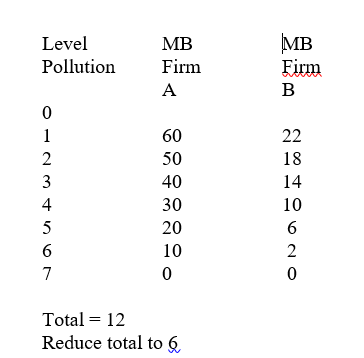 Level MB MB
Pollution Firm Firm
A B
0
1 60 22
2 50 18
3 40 14
4 30 10
5 20 6
6 10 2
7 0 0
Total = 12
Reduce total to 6